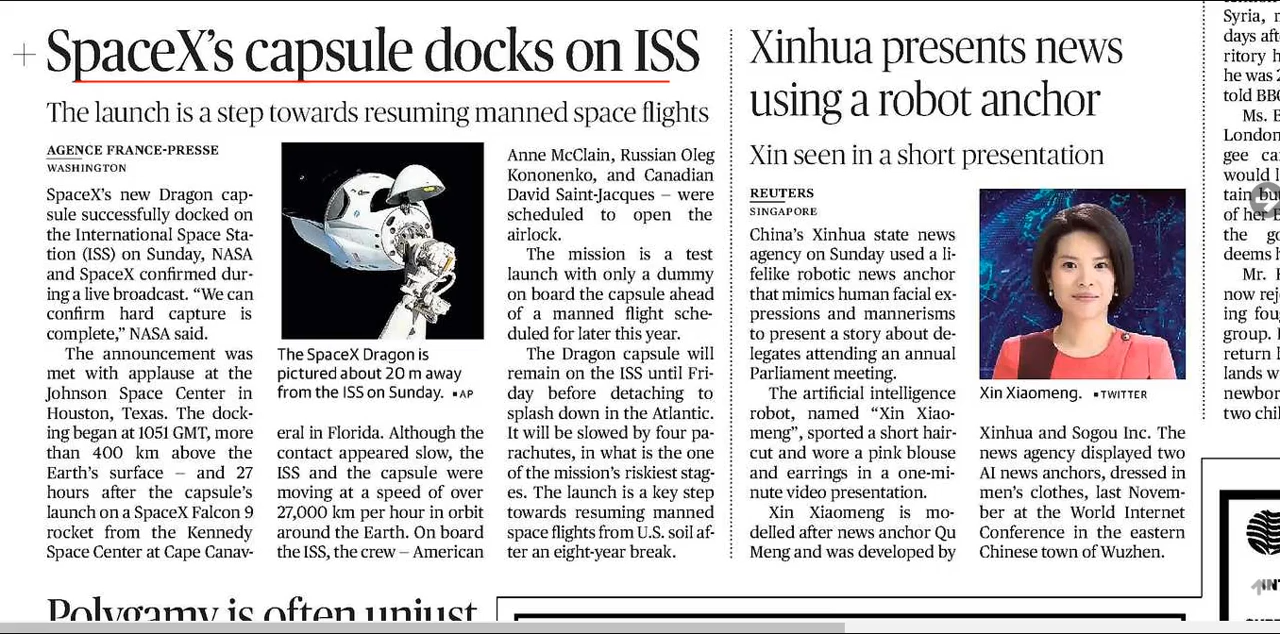 SpaceX's capsule docks on ISS
The launch is a step towards resuming manned space flights
AGENCE FRANCE-PRESSE
WASHINGTON
SpaceX's new Dragon cap-
sule successfully docked on
the International Space Sta-
tion (ISS) on Sunday, NASA
and SpaceX confirmed dur-
ing a live broadcast. “We can
confirm hard capture is
complete,” NASA said.
The announcement was
met with applause at the
Johnson Space Center in
Houston, Texas. The dock-
ing began at 1051 GMT, more
than 400 km above the
Earth's surface — and 27
hours after the capsule's
launch on a SpaceX Falcon 9
rocket from the Kennedy
Space Center at Cape Canav-
The SpaceX Dragon is
pictured about 20 m away
from the ISS on Sunday. ▪AP
eral in Florida. Although the
contact appeared slow, the
ISS and the capsule were
moving at a speed of over
27,000 km per hour in orbit
around the Earth. On board
the ISS, the crew — American
Anne McClain, Russian Oleg
Kononenko, and Canadian
David Saint-Jacques — were
scheduled to open the
airlock.
The mission is a test
launch with only a dummy
on board the capsule ahead
of a manned flight sche-
duled for later this year.
The Dragon capsule will
remain on the ISS until Fri-
day before detaching to
splash down in the Atlantic.
It will be slowed by four pa-
rachutes, in what is the one
of the mission's riskiest stag-
es. The launch is a key step
towards resuming manned
space flights from U.S. soil af-
ter an eight-year break.
Xinhua presents news
using a robot anchor
Xin seen in a short presentation
REUTERS
SINGAPORE
China's Xinhua state news
agency on Sunday used a li-
felike robotic news anchor
that mimics human facial ex-
pressions and mannerisms
to present a story about de-
legates attending an annual
Parliament meeting.
The artificial intelligence
robot, named “Xin Xiao-
meng”, sported a short hair-
cut and wore a pink blouse
and earrings in a one-mi-
nute video presentation.
Xin Xiaomeng is mo-
delled after news anchor Qu
Meng and was developed by
Xin Xiaomeng. ▪TWITTER
Xinhua and Sogou Inc. The
news agency displayed two
AI news anchors, dressed in
men's clothes, last Novem-
ber at the World Internet
Conference in the eastern
Chinese town of Wuzhen.
Syria,
days
he was
told
Ms.
London
would
of her
the
deems
Mr.
now
ing
group.
return
lands
newbor
two
Polygamy is often unjust